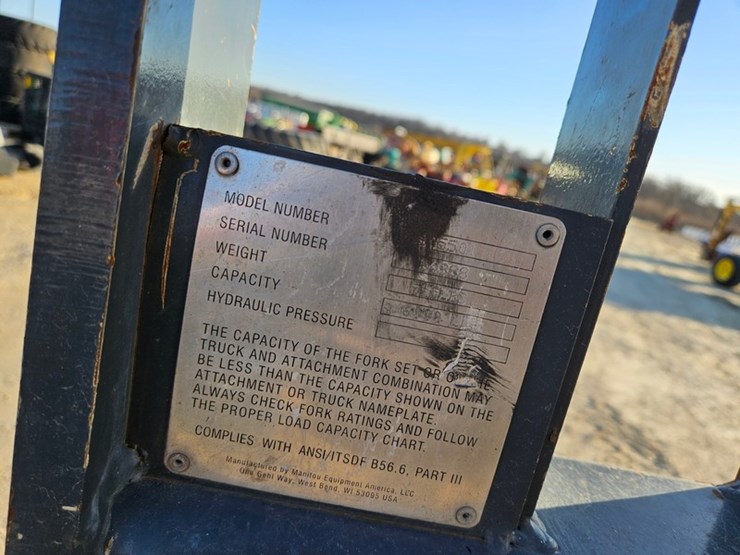 MODEL NUMBER
SERIAL NUMBER
WEIGHT
CAPACITY
HYDRAULIC PRESSURE
THE CAPACITY OF THE FORK SET OR
TRUCK AND ATTACHMENT COMBINATION MAY
BE LESS THAN THE CAPACITY SHOWN ON THE
ATTACHMENT OR TRUCK NAMEPLATE.
ALWAYS CHECK FORK RATINGS AND FOLLOW
THE PROPER LOAD CAPACITY CHART.
COMPLIES WITH ANSI/ITSDF B56.6, PART III
Manufactured by Manitou Equipment America, LLC
One Gehl Way, West Bend, WI 53095 USA